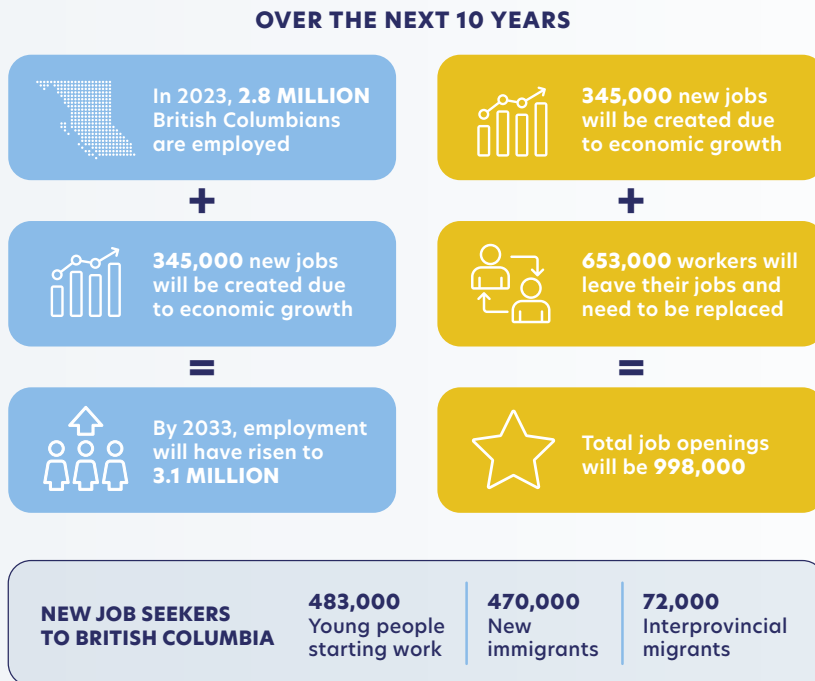 OVER THE NEXT 10 YEARS
In 2023, 2.8 MILLION
British Columbians
are employed
+
345,000 new jobs
will be created due
to economic growth
=
By 2033, employment
will have risen to
3.1 MILLION
345,000 new jobs
will be created due
to economic growth
+
653,000 workers will
leave their jobs and
need to be replaced
=
Total job openings
will be 998,000
NEW JOB SEEKERS
TO BRITISH COLUMBIA
483,000
Young people
starting work
470,000
New
immigrants
72,000
Interprovincial
migrants